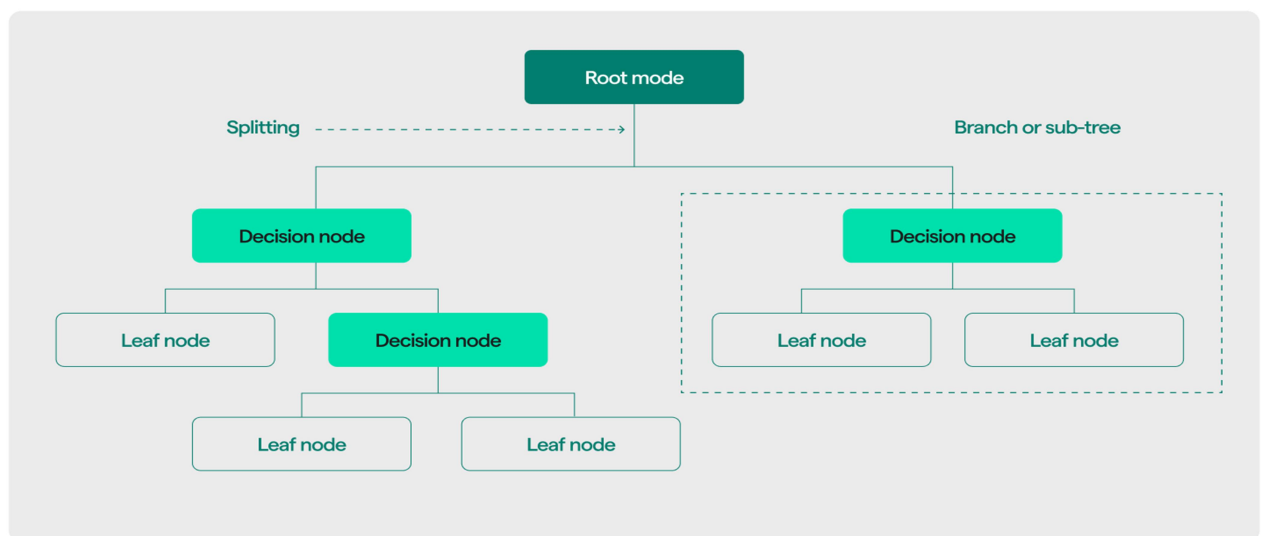 Root mode
Splitting
Branch or sub-tree
Decision node
Decision node
Leaf node
Decision node
Leaf node
Leaf node
Leaf node
Leaf node